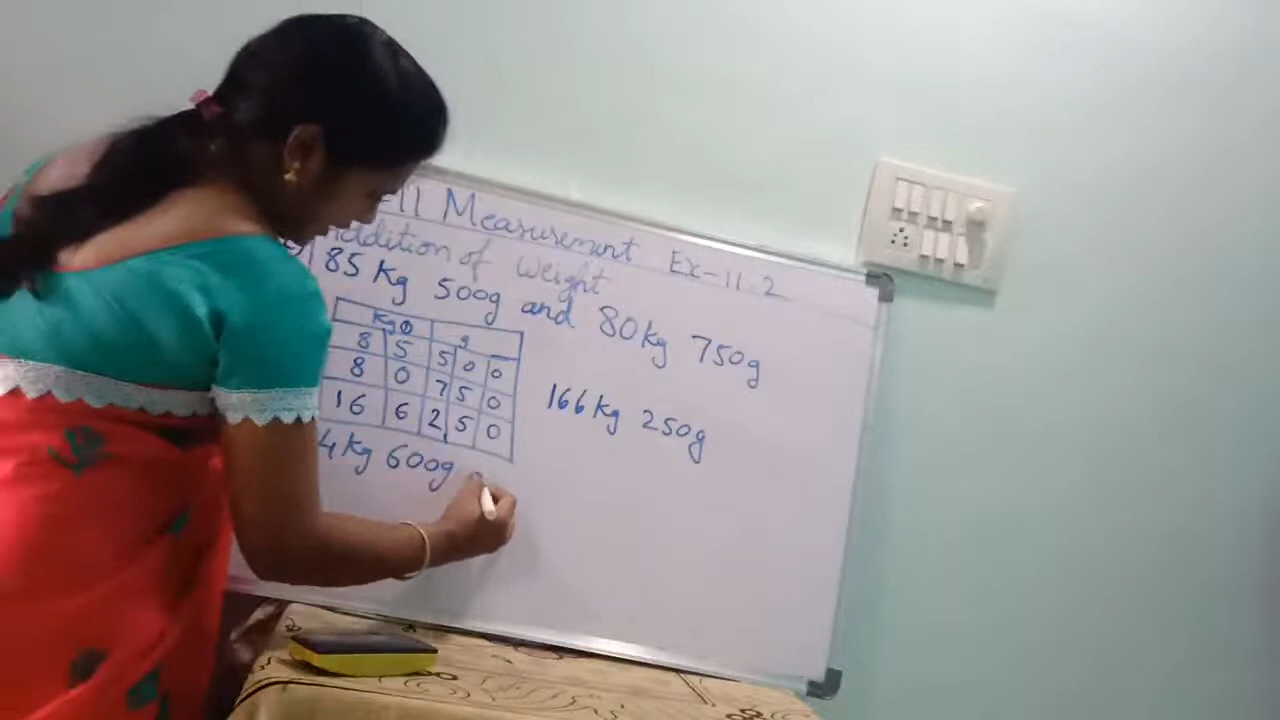 -11 Measurement Ex-11.2
Addition of weight
85 Kg 500g and 80kg 750g
Kg g
8 5 5 0 0
8 0 7 5 0
16 6 2 5 0
166 kg 250g
4 Kg 600g